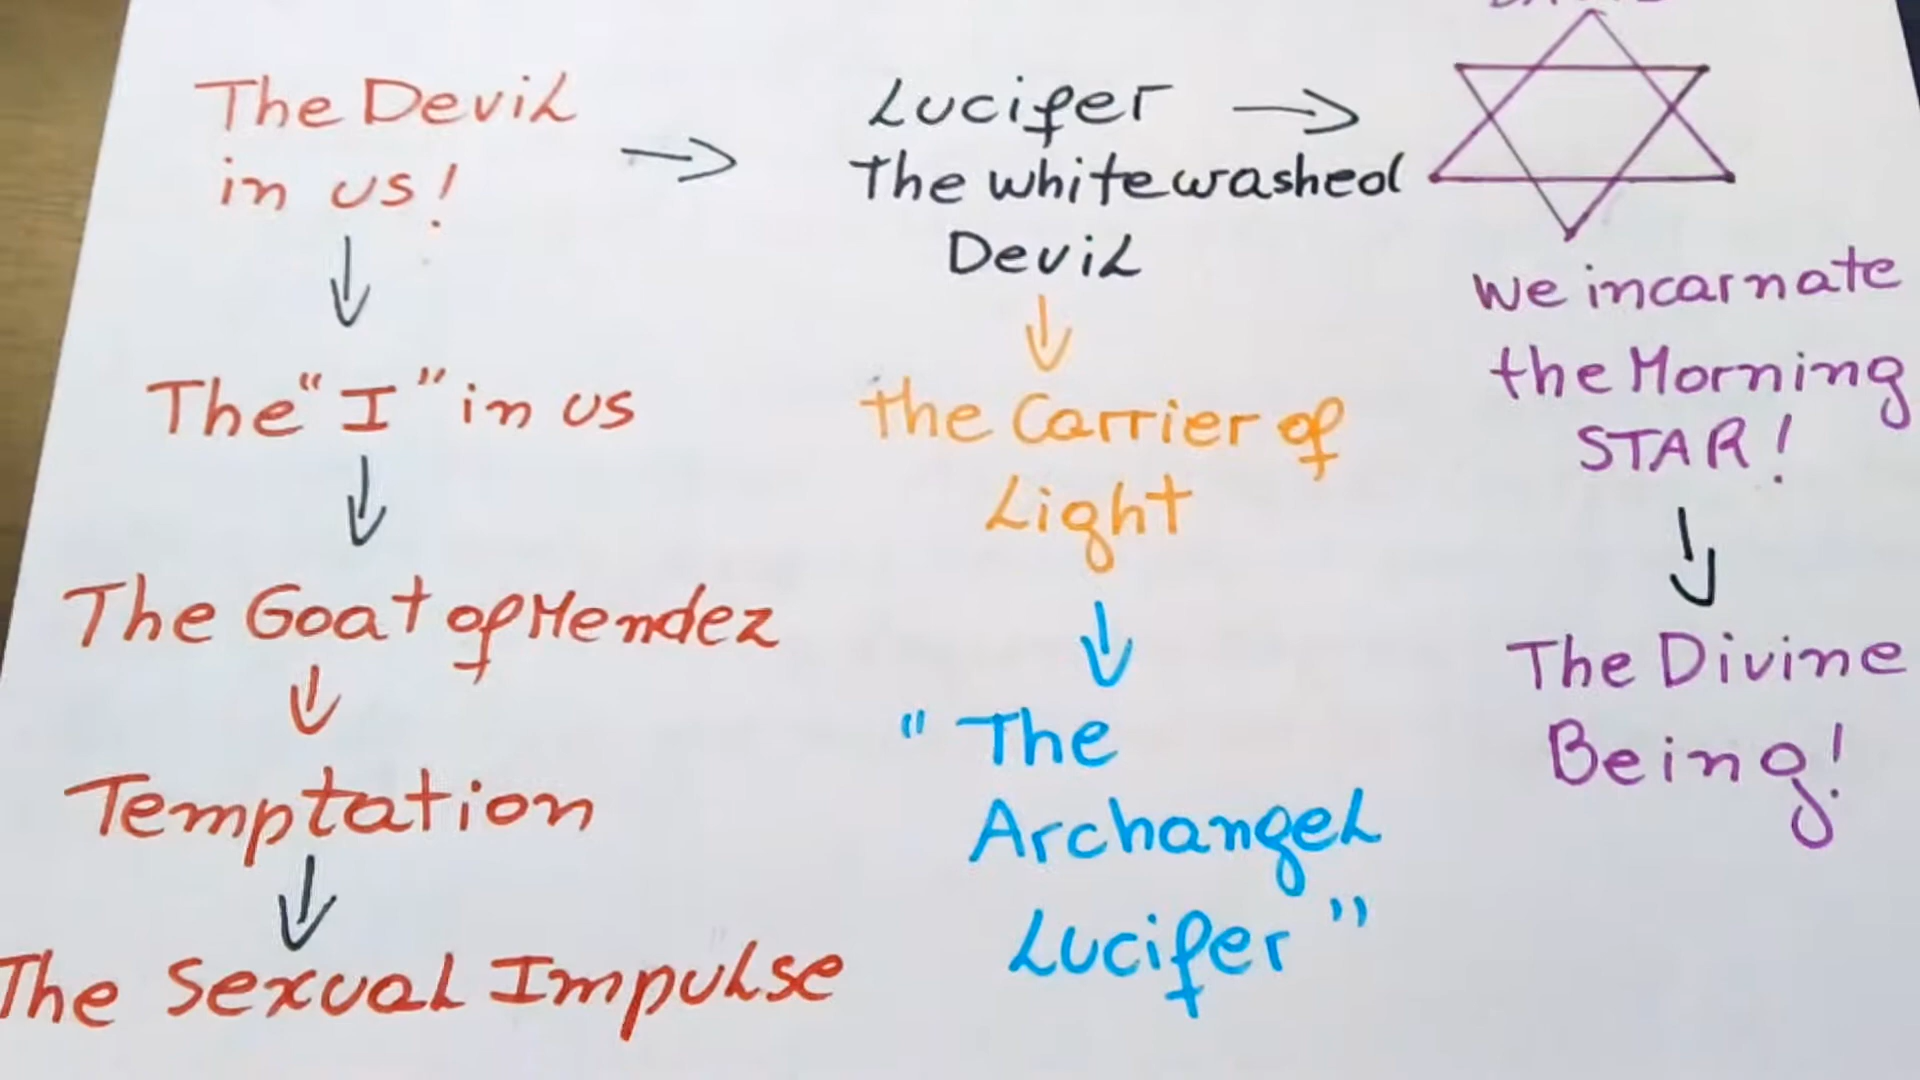 The Devil
in us!
The "I" in us
The Goat of Mendez
Temptation
The Sexual Impulse
Lucifer
The whitewashed
Devil
the Carrier of
Light
"The
Archangel
Lucifer"
We incarnate
the Morning
STAR!
The Divine
Being!